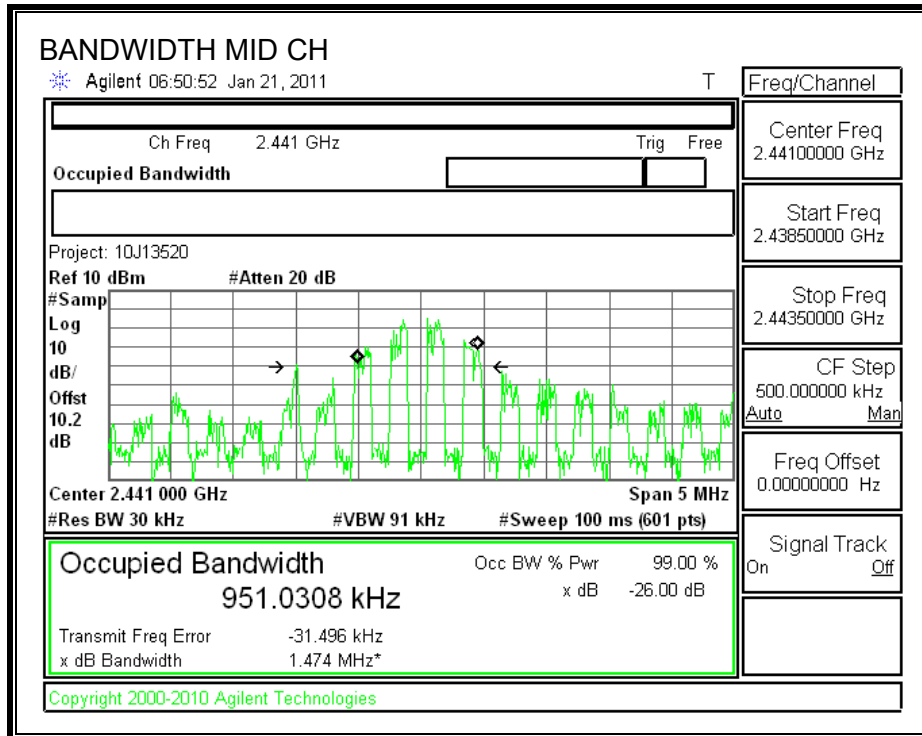 BANDWIDTH MID CH
Agilent 06:50:52 Jan 21, 2011 T
Freq/Channel
Ch Freq 2.441 GHz Trig Free
Occupied Bandwidth
Center Freq
2.44100000 GHz
Start Freq
2.43850000 GHz
Stop Freq
2.44350000 GHz
CF Step
500.000000 kHz
Auto Man
Freq Offset
0.00000000 Hz
Signal Track
On Off
Project: 10J13520
Ref 10 dBm #Atten 20 dB
#Samp
Log
10
dB/
Offst
10.2
dB
Center 2.441 000 GHz Span 5 MHz
#Res BW 30 kHz #VBW 91 kHz #Sweep 100 ms (601 pts)
Occupied Bandwidth Occ BW % Pwr 99.00 %
951.0308 kHz x dB -26.00 dB
Transmit Freq Error -31.496 kHz
x dB Bandwidth 1.474 MHz*
Copyright 2000-2010 Agilent Technologies